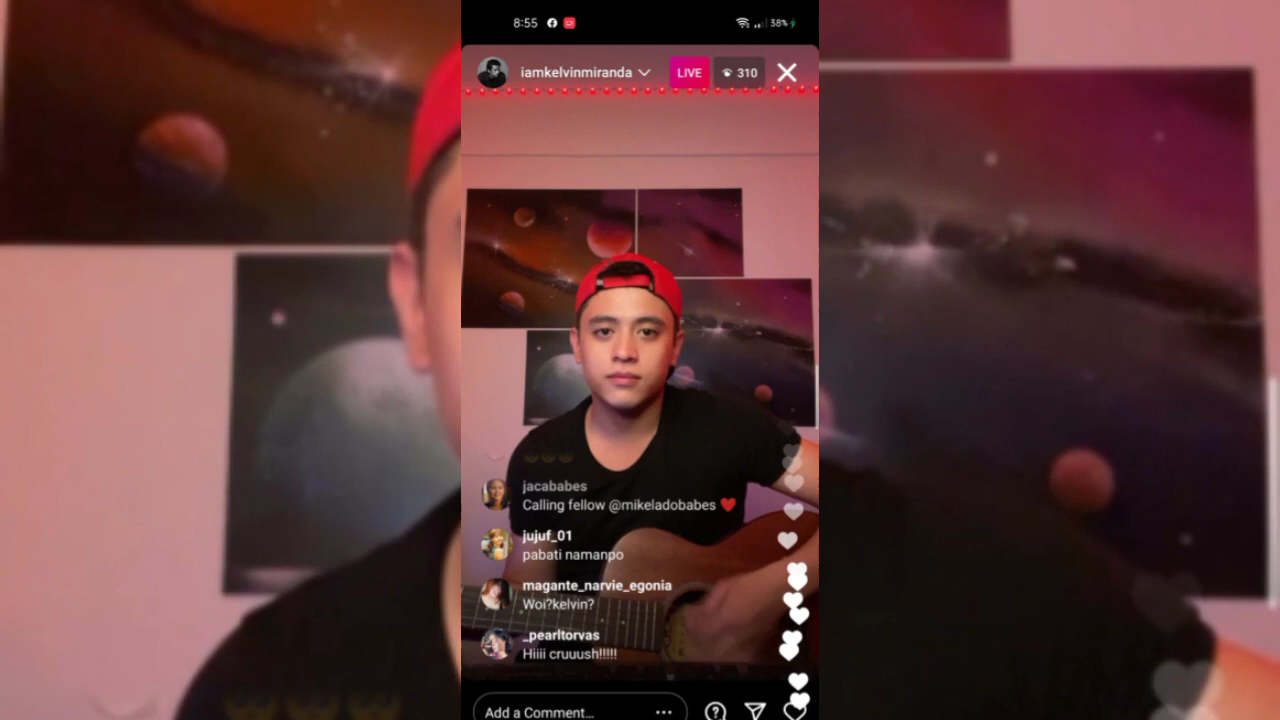 8:55
38%
iamkelvinmiranda
LIVE
310
jacababes
Calling fellow @mikeladobabes ❤️
jujuf_01
pabati namanpo
magante_narvie_egonia
Woi?kelvin?
_pearltorvas
Hiiii cruuush!!!!!
Add a Comment...